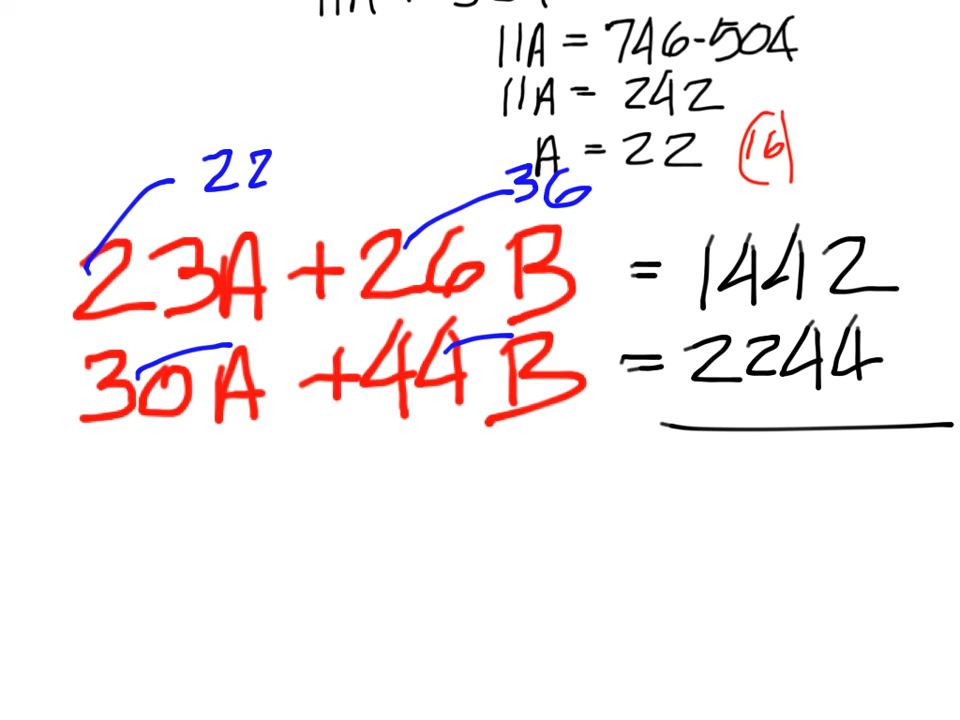 11A = 746-504
11A = 242
A = 22 (16)
22 36
23A + 26B = 1442
30A + 44B = 2244